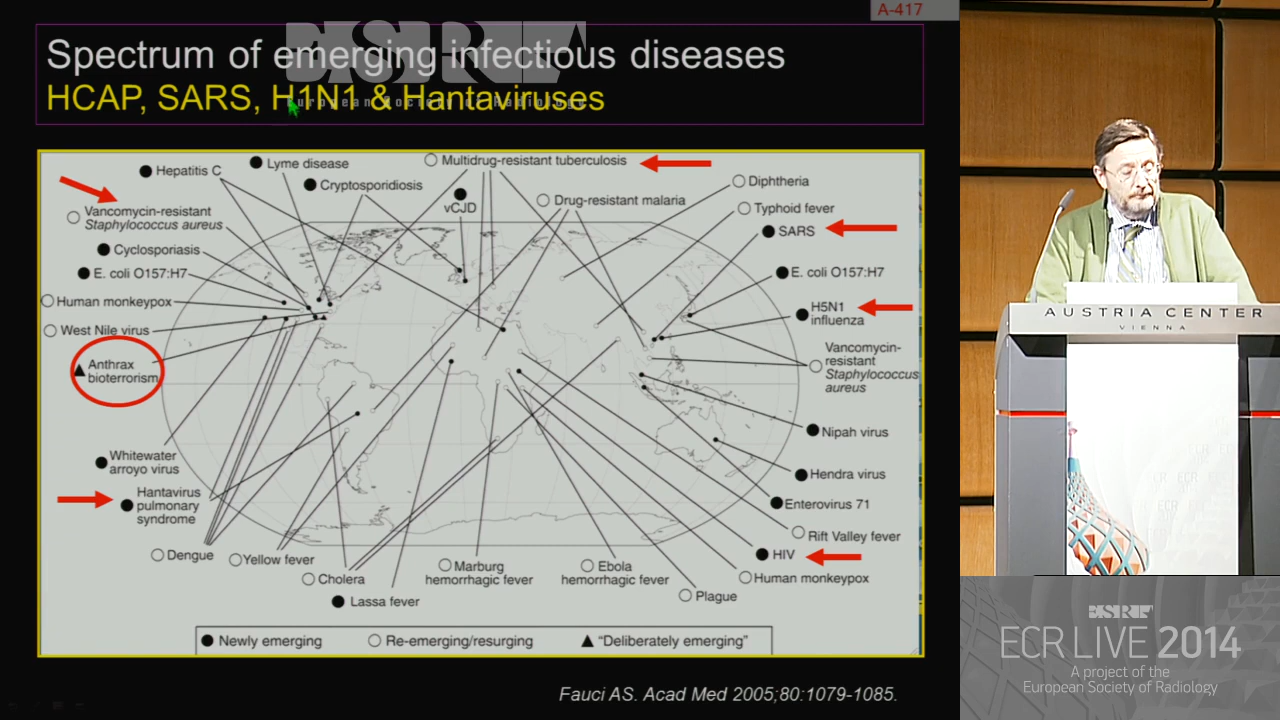 A-417
Spectrum of emerging infectious diseases
HCAP, SARS, H1N1 & Hantaviruses
European Society of Radiology
Hepatitis C
Lyme disease
Cryptosporidiosis
vCJD
Multidrug-resistant tuberculosis
Drug-resistant malaria
Diphtheria
Typhoid fever
SARS
E. coli O157:H7
H5N1
influenza
Vancomycin-
resistant
Staphylococcus
aureus
Nipah virus
Hendra virus
Enterovirus 71
Rift Valley fever
HIV
Human monkeypox
Plague
Ebola
hemorrhagic fever
Marburg
hemorrhagic fever
Lassa fever
Cholera
Yellow fever
Dengue
Hantavirus
pulmonary
syndrome
Whitewater
arroyo virus
Anthrax
bioterrorism
West Nile virus
Human monkeypox
E. coli O157:H7
Cyclosporiasis
Vancomycin-resistant
Staphylococcus aureus
Newly emerging
Re-emerging/resurging
"Deliberately emerging"
Fauci AS. Acad Med 2005;80:1079-1085.
AUSTRIA CENTER
VIENNA
ESR
ECR LIVE 2014
A project of the
European Society of Radiology